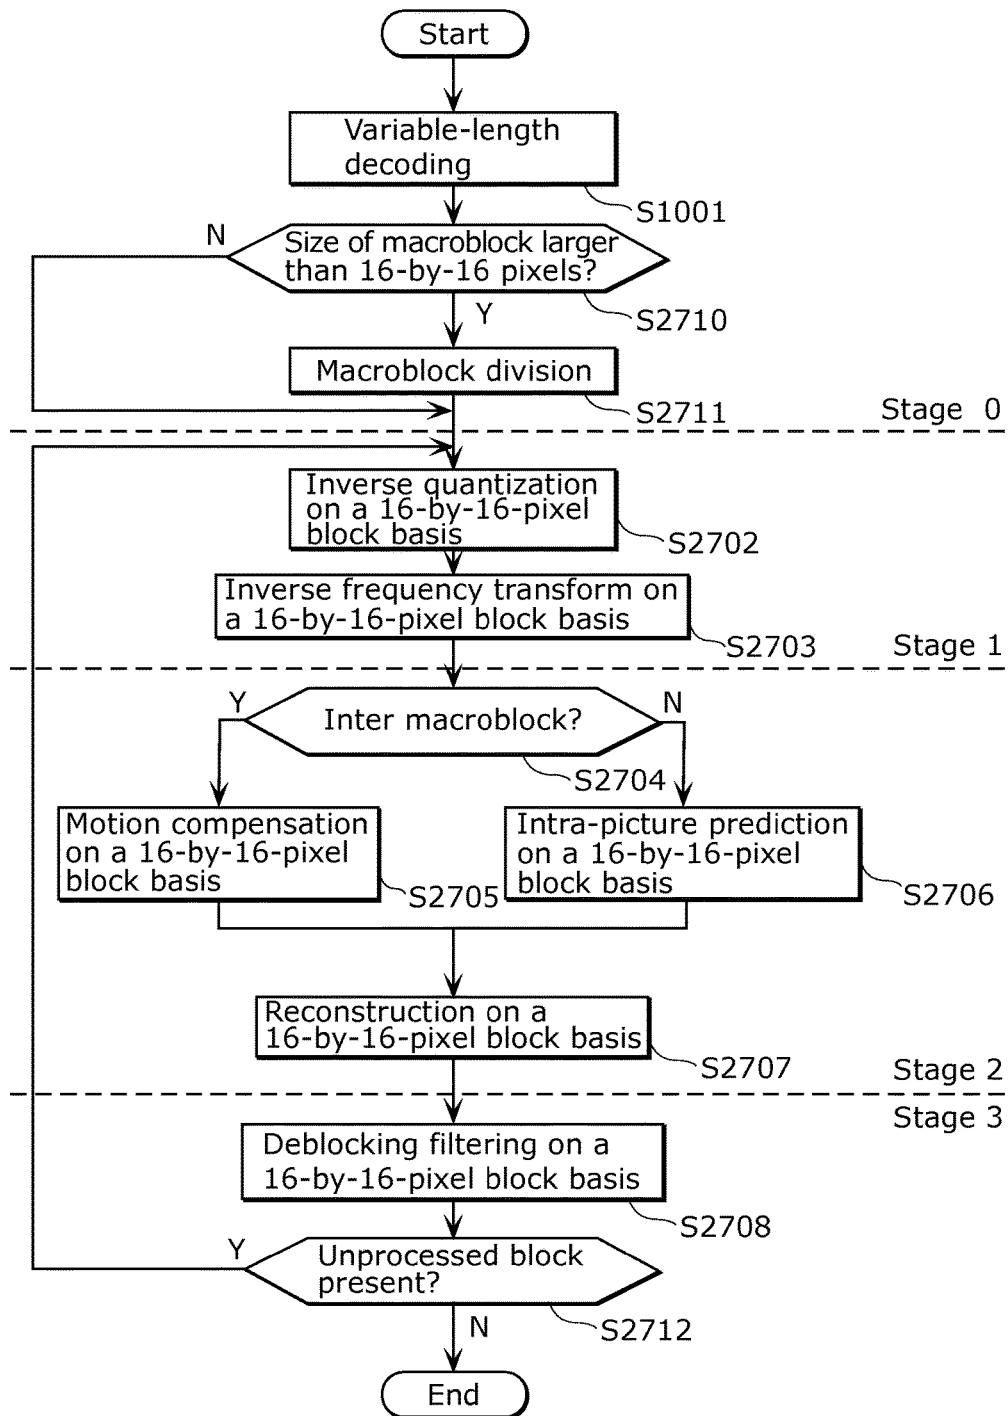 Start
Variable-length
decoding
S1001
N
Size of macroblock larger
than 16-by-16 pixels?
S2710
Y
Macroblock division
S2711
Stage 0
Inverse quantization
on a 16-by-16-pixel
block basis
S2702
Inverse frequency transform on
a 16-by-16-pixel block basis
S2703
Stage 1
Y
Inter macroblock?
N
S2704
Motion compensation
on a 16-by-16-pixel
block basis
S2705
Intra-picture prediction
on a 16-by-16-pixel
block basis
S2706
Reconstruction on a
16-by-16-pixel block basis
S2707
Stage 2
Stage 3
Deblocking filtering on a
16-by-16-pixel block basis
S2708
Y
Unprocessed block
present?
S2712
N
End